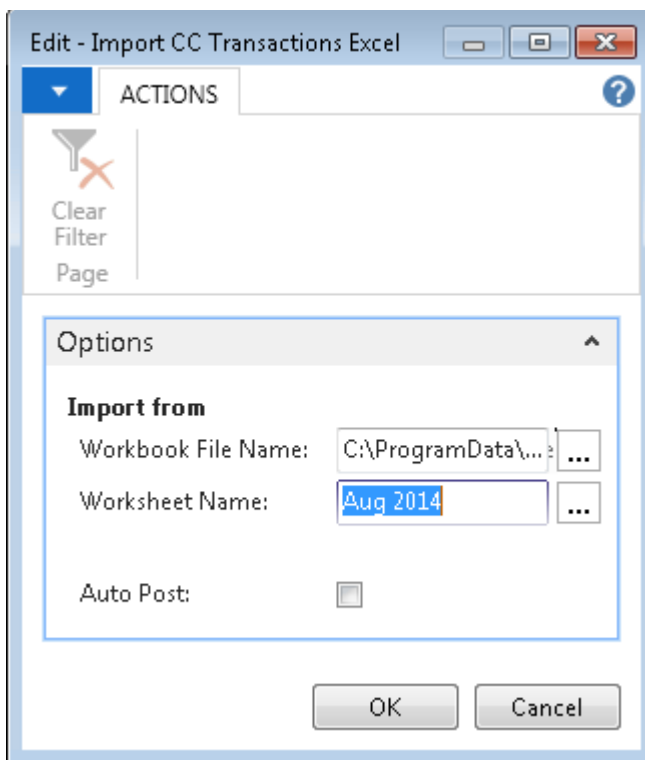 Edit - Import CC Transactions Excel
ACTIONS
?
Clear
Filter
Page
Options
Import from
Workbook File Name: C:\ProgramData\... ...
Worksheet Name: Aug 2014 ...
Auto Post:
OK Cancel